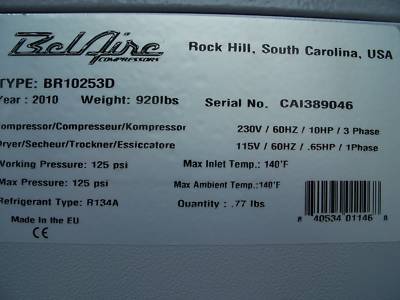 BelAire
COMPRESSORS
Rock Hill, South Carolina, USA
TYPE: BR10253D
Year : 2010 Weight: 920lbs Serial No. CAI389046
Compressor/Compresseur/Kompressor 230V / 60HZ / 10HP / 3 Phase
Dryer/Secheur/Trockner/Essiccatore 115V / 60HZ / .65HP / 1Phase
Working Pressure: 125 psi Max Inlet Temp.: 140°F
Max Pressure: 125 psi Max Ambient Temp.:140°F
Refrigerant Type: R134A Quantity : .77 lbs
Made In the EU
CE
8 40534 01146